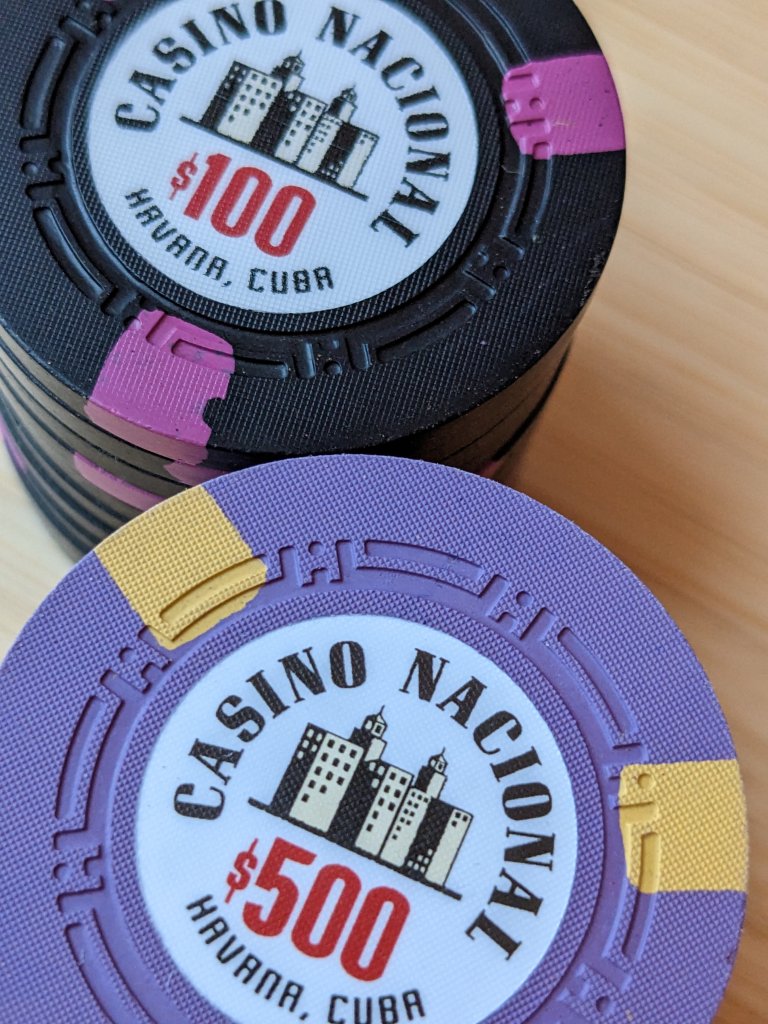 CASINO NACIONAL
$100
HAVANA, CUBA
CASINO NACIONAL
$500
HAVANA, CUBA